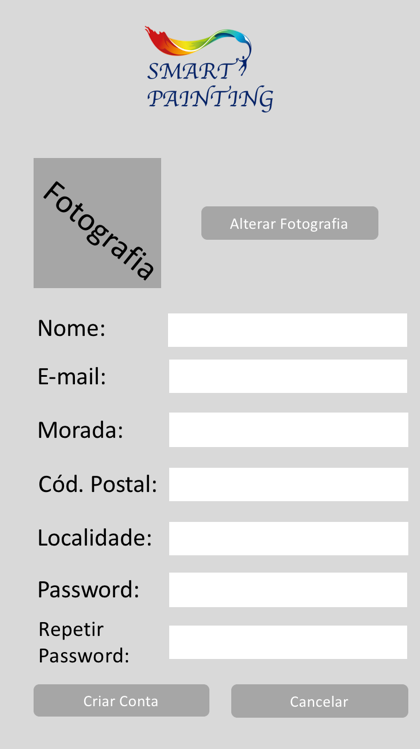 SMART
PAINTING
Fotografia
Alterar Fotografia
Nome:
E-mail:
Morada:
Cód. Postal:
Localidade:
Password:
Repetir
Password:
Criar Conta
Cancelar